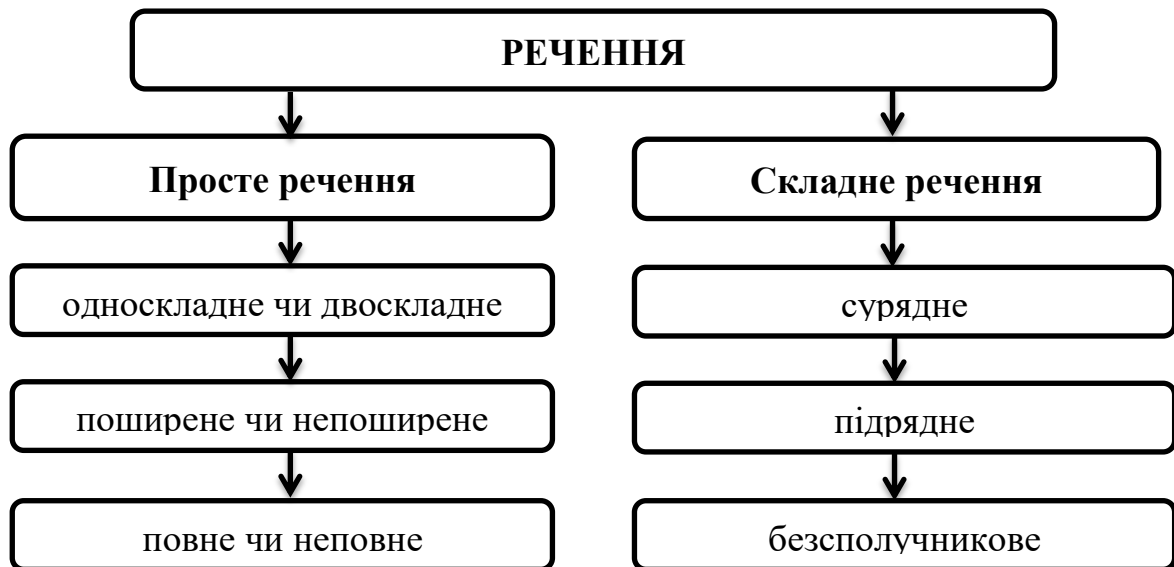 РЕЧЕННЯ
Просте речення
Складне речення
односкладне чи двоскладне
сурядне
поширене чи непоширене
підрядне
повне чи неповне
безсполучникове